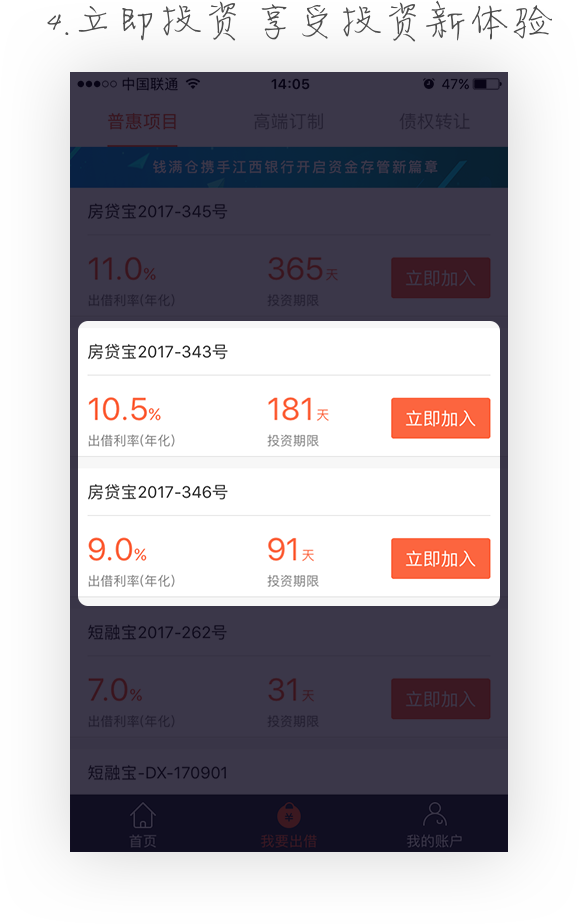 4.立即投资 享受投资新体验
中国联通 14:05 47%
普惠项目 高端订制 债权转让
钱满仓携手江西银行开启资金存管新篇章
房贷宝2017-345号
11.0% 365天 立即加入
出借利率(年化) 投资期限
房贷宝2017-343号
10.5% 181天 立即加入
出借利率(年化) 投资期限
房贷宝2017-346号
9.0% 91天 立即加入
出借利率(年化) 投资期限
短融宝2017-262号
7.0% 31天 立即加入
出借利率(年化) 投资期限
短融宝-DX-170901
首页 我要出借 我的账户